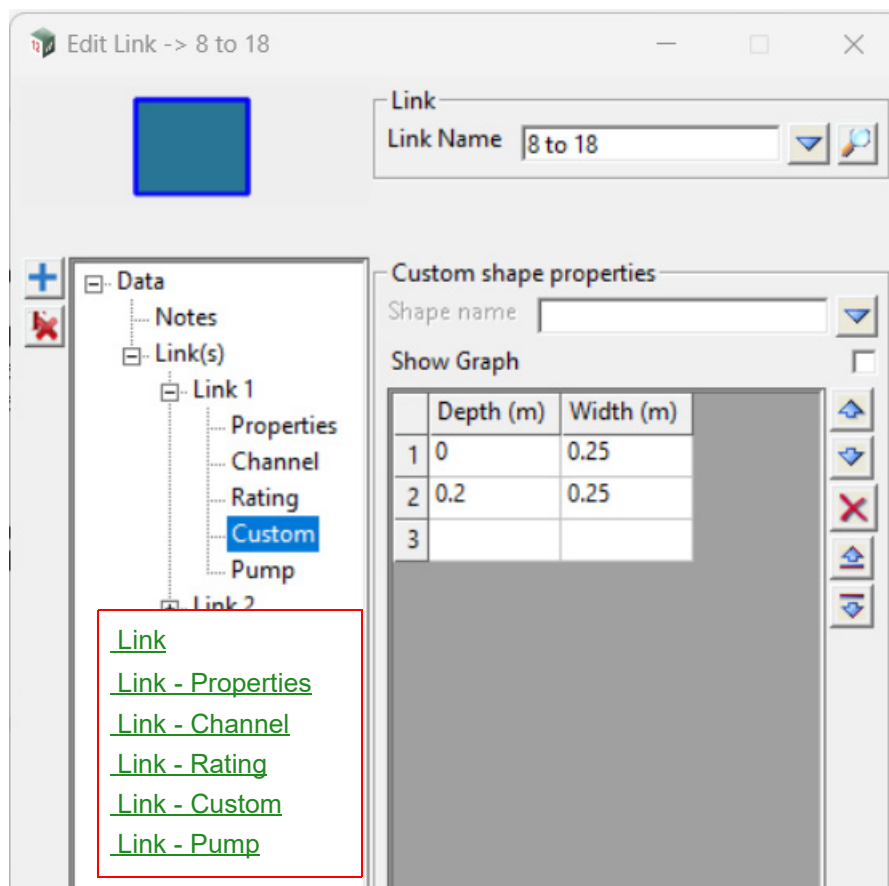 Edit Link -> 8 to 18
Link
Link Name 8 to 18
Data
Notes
Link(s)
Link 1
Properties
Channel
Rating
Custom
Pump
Link 2
Link
Link - Properties
Link - Channel
Link - Rating
Link - Custom
Link - Pump
Custom shape properties
Shape name
Show Graph
Depth (m) Width (m)
1 0 0.25
2 0.2 0.25
3